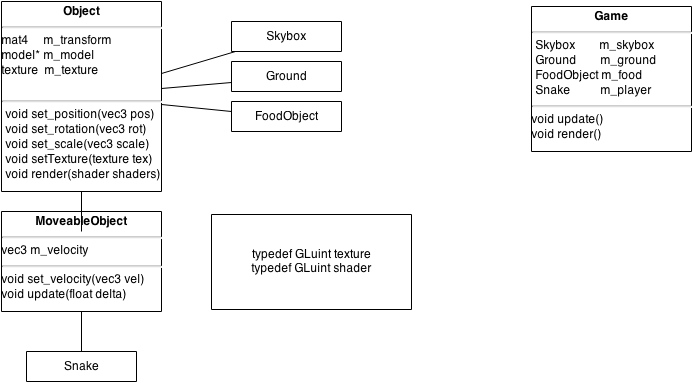 Object
mat4 m_transform
model* m_model
texture m_texture
void set_position(vec3 pos)
void set_rotation(vec3 rot)
void set_scale(vec3 scale)
void setTexture(texture tex)
void render(shader shaders)
MoveableObject
vec3 m_velocity
void set_velocity(vec3 vel)
void update(float delta)
Snake
Skybox
Ground
FoodObject
typedef GLuint texture
typedef GLuint shader
Game
Skybox m_skybox
Ground m_ground
FoodObject m_food
Snake m_player
void update()
void render()